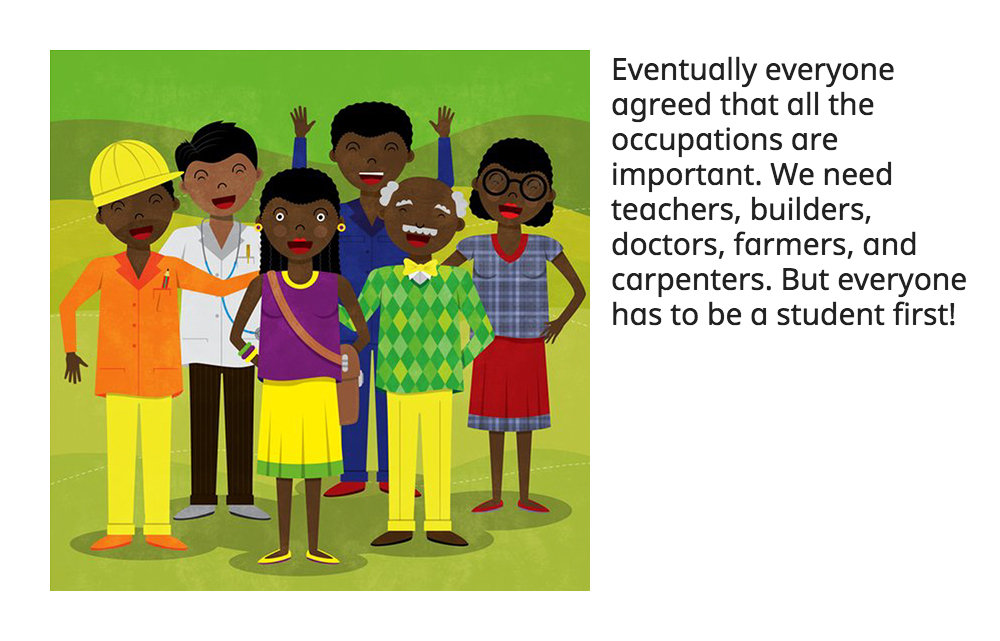 Eventually everyone
agreed that all the
occupations are
important. We need
teachers, builders,
doctors, farmers, and
carpenters. But everyone
has to be a student first!